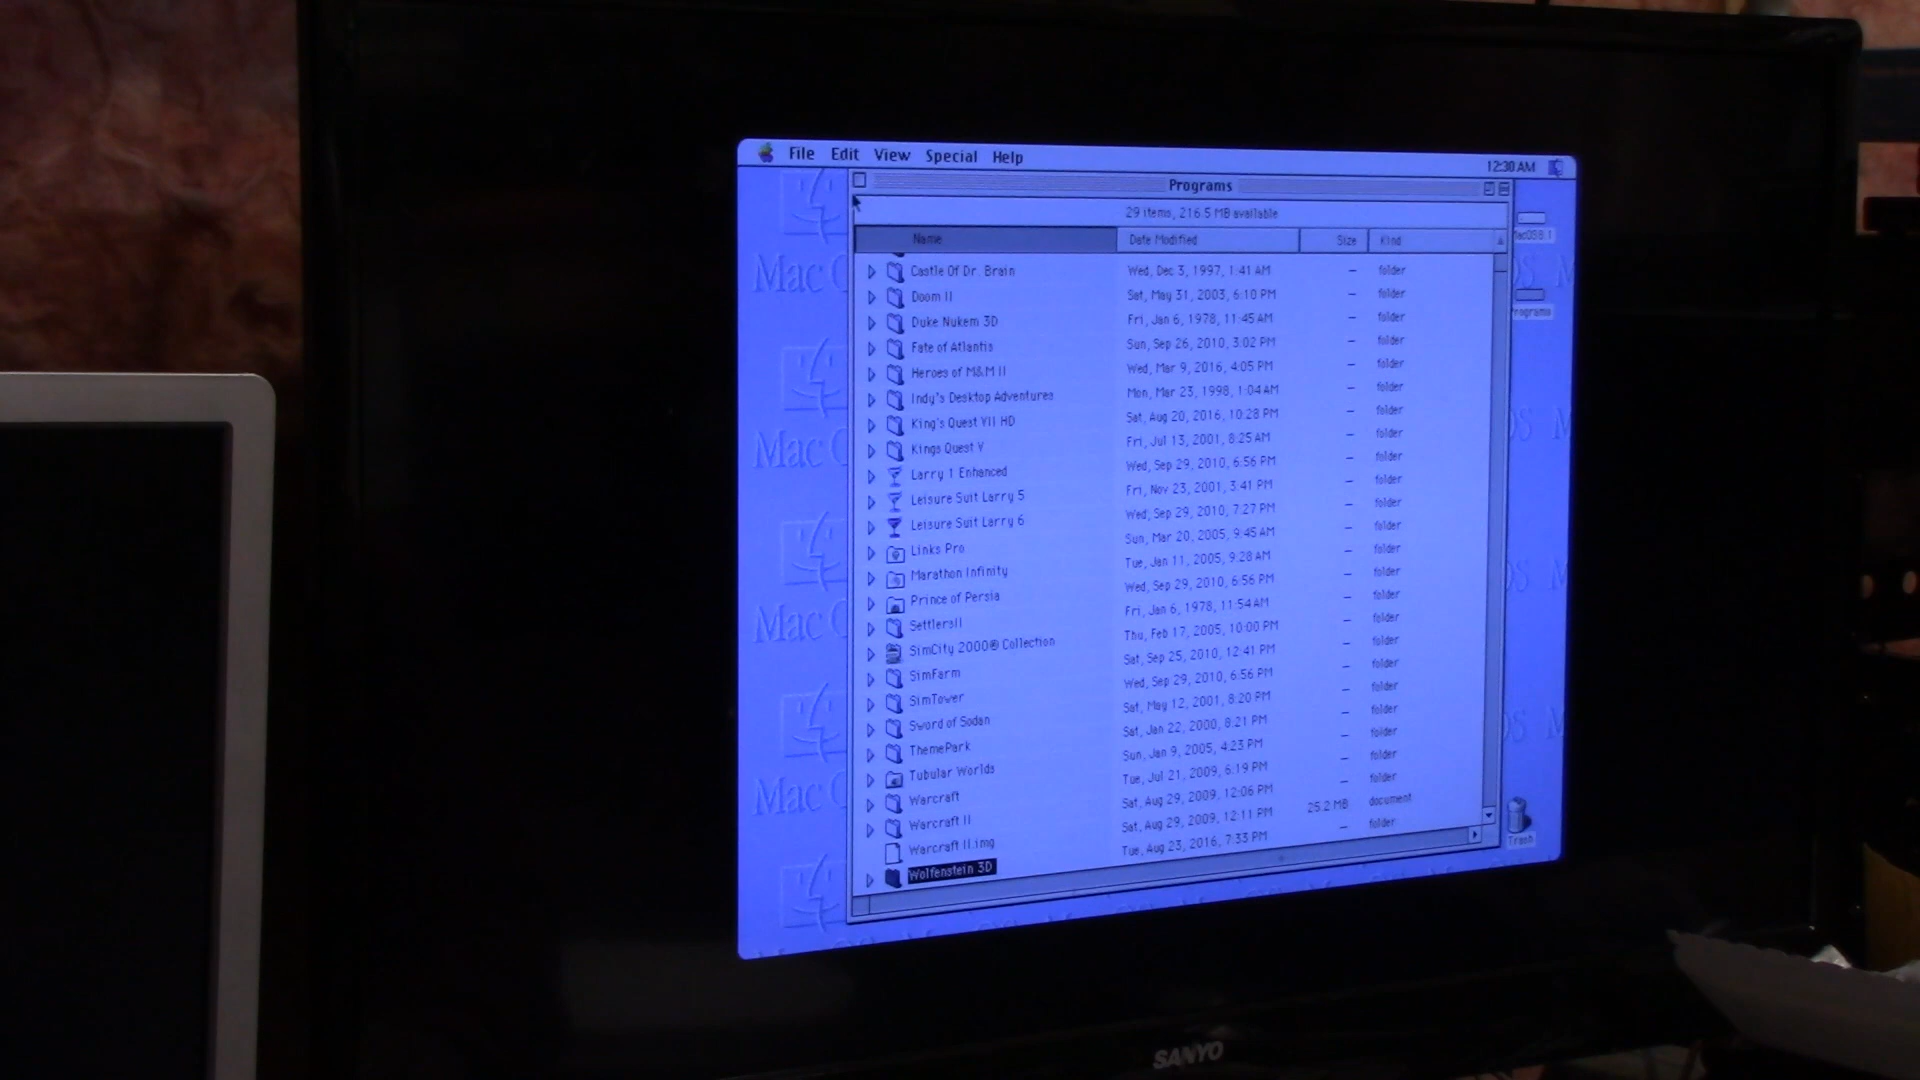 File Edit View Special Help 12:30 AM
Programs
29 items, 216.5 MB available
Name Date Modified Size Kind
Castle Of Dr. Brain Wed, Dec 3, 1997, 1:41 AM – folder
Doom II Sat, May 31, 2003, 6:10 PM – folder
Duke Nukem 3D Fri, Jan 6, 1978, 11:45 AM – folder
Fate of Atlantis Sun, Sep 26, 2010, 3:02 PM – folder
Heroes of M&M II Wed, Mar 9, 2016, 4:05 PM – folder
Indy's Desktop Adventures Mon, Mar 23, 1998, 1:04 AM – folder
King's Quest VII HD Sat, Aug 20, 2016, 10:28 PM – folder
Kings Quest V Fri, Jul 13, 2001, 8:25 AM – folder
Larry 1 Enhanced Wed, Sep 29, 2010, 6:56 PM – folder
Leisure Suit Larry 5 Fri, Nov 23, 2001, 3:41 PM – folder
Leisure Suit Larry 6 Wed, Sep 29, 2010, 7:27 PM – folder
Links Pro Sun, Mar 20, 2005, 9:45 AM – folder
Marathon Infinity Tue, Jan 11, 2005, 9:28 AM – folder
Prince of Persia Wed, Sep 29, 2010, 6:56 PM – folder
SettlersII Fri, Jan 6, 1978, 11:54 AM – folder
SimCity 2000® Collection Thu, Feb 17, 2005, 10:00 PM – folder
SimFarm Sat, Sep 25, 2010, 12:41 PM – folder
SimTower Wed, Sep 29, 2010, 6:56 PM – folder
Sword of Sodan Sat, May 12, 2001, 8:20 PM – folder
ThemePark Sat, Jan 22, 2000, 8:21 PM – folder
Tubular Worlds Sun, Jan 9, 2005, 4:23 PM – folder
Warcraft Tue, Jul 21, 2009, 6:19 PM – folder
Warcraft II Sat, Aug 29, 2009, 12:06 PM – folder
Warcraft II.img Sat, Aug 29, 2009, 12:11 PM 25.2 MB document
Wolfenstein 3D Tue, Aug 23, 2016, 7:33 PM – folder
MacOS8.1
Programs
Trash
Mac
Mac
Mac
Mac
SANYO